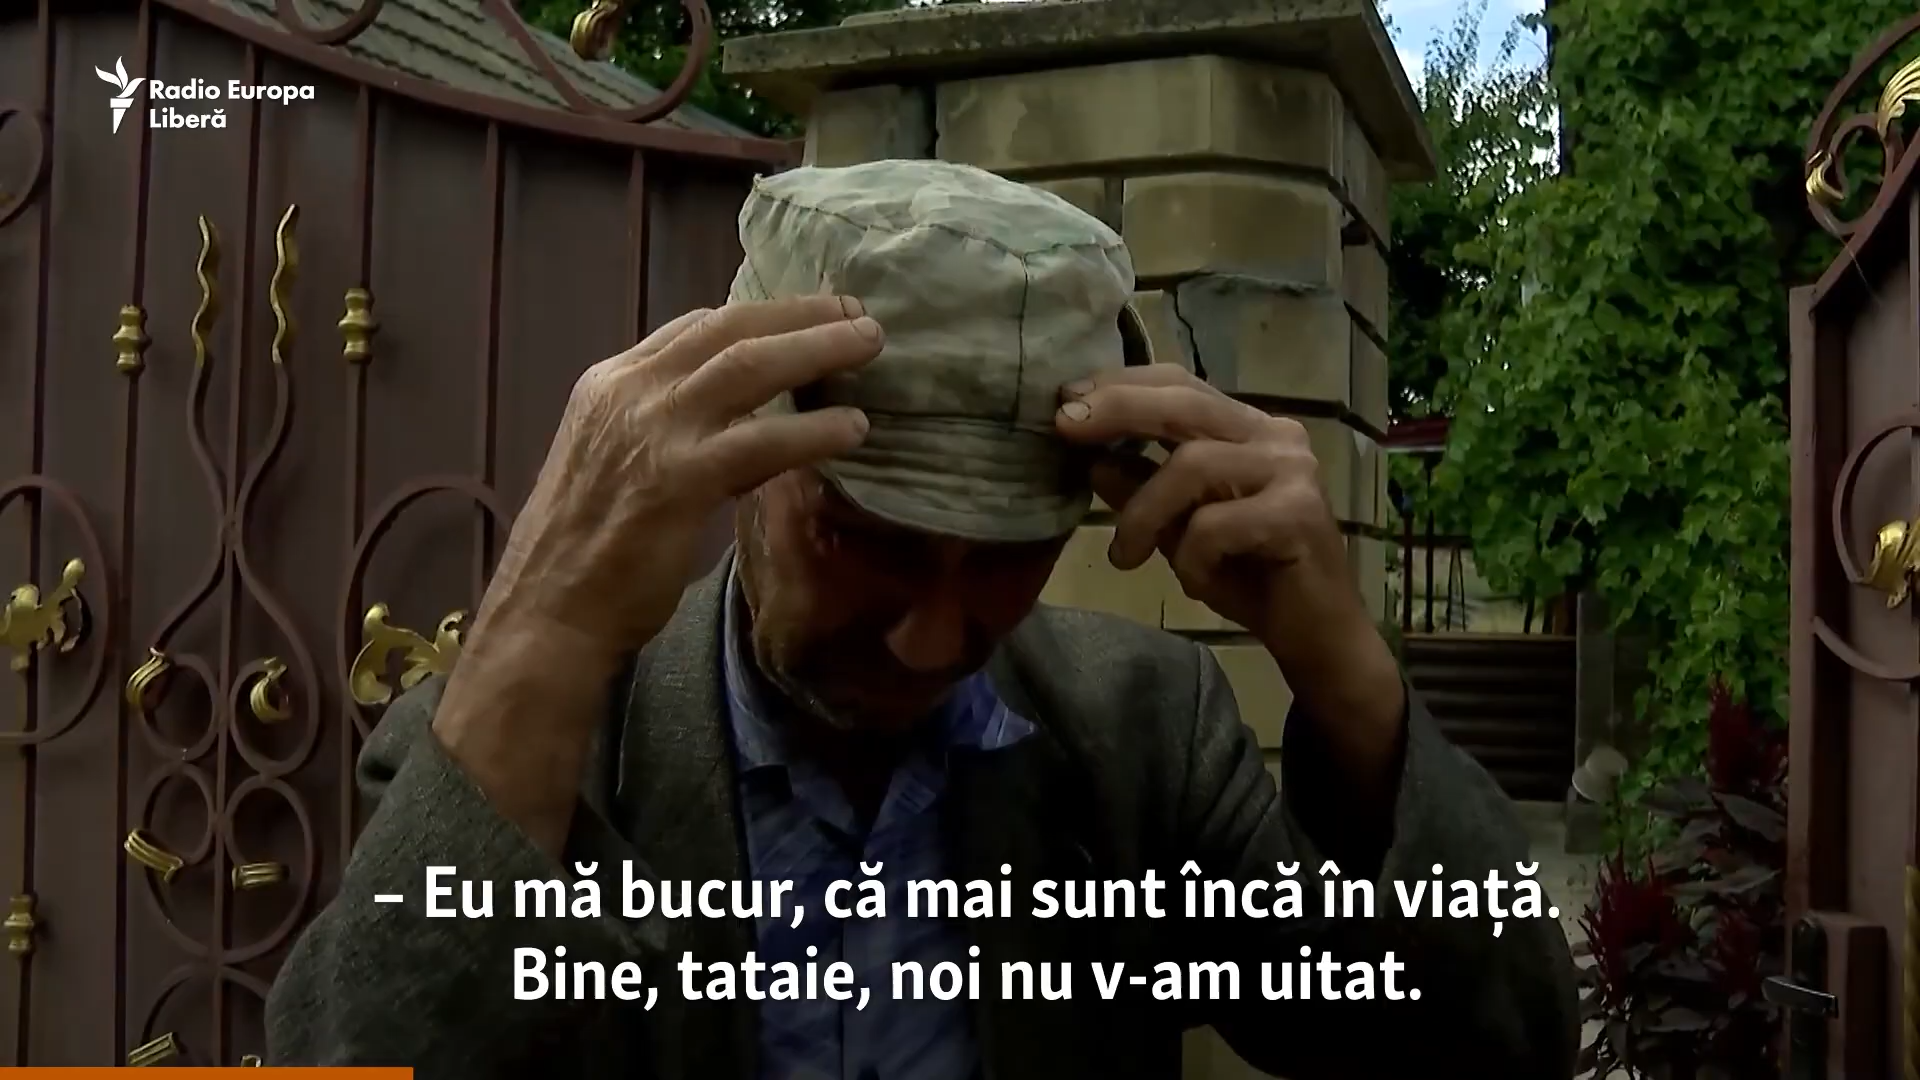 Radio Europa
Liberă
– Eu mă bucur, că mai sunt încă în viață.
Bine, tataie, noi nu v-am uitat.